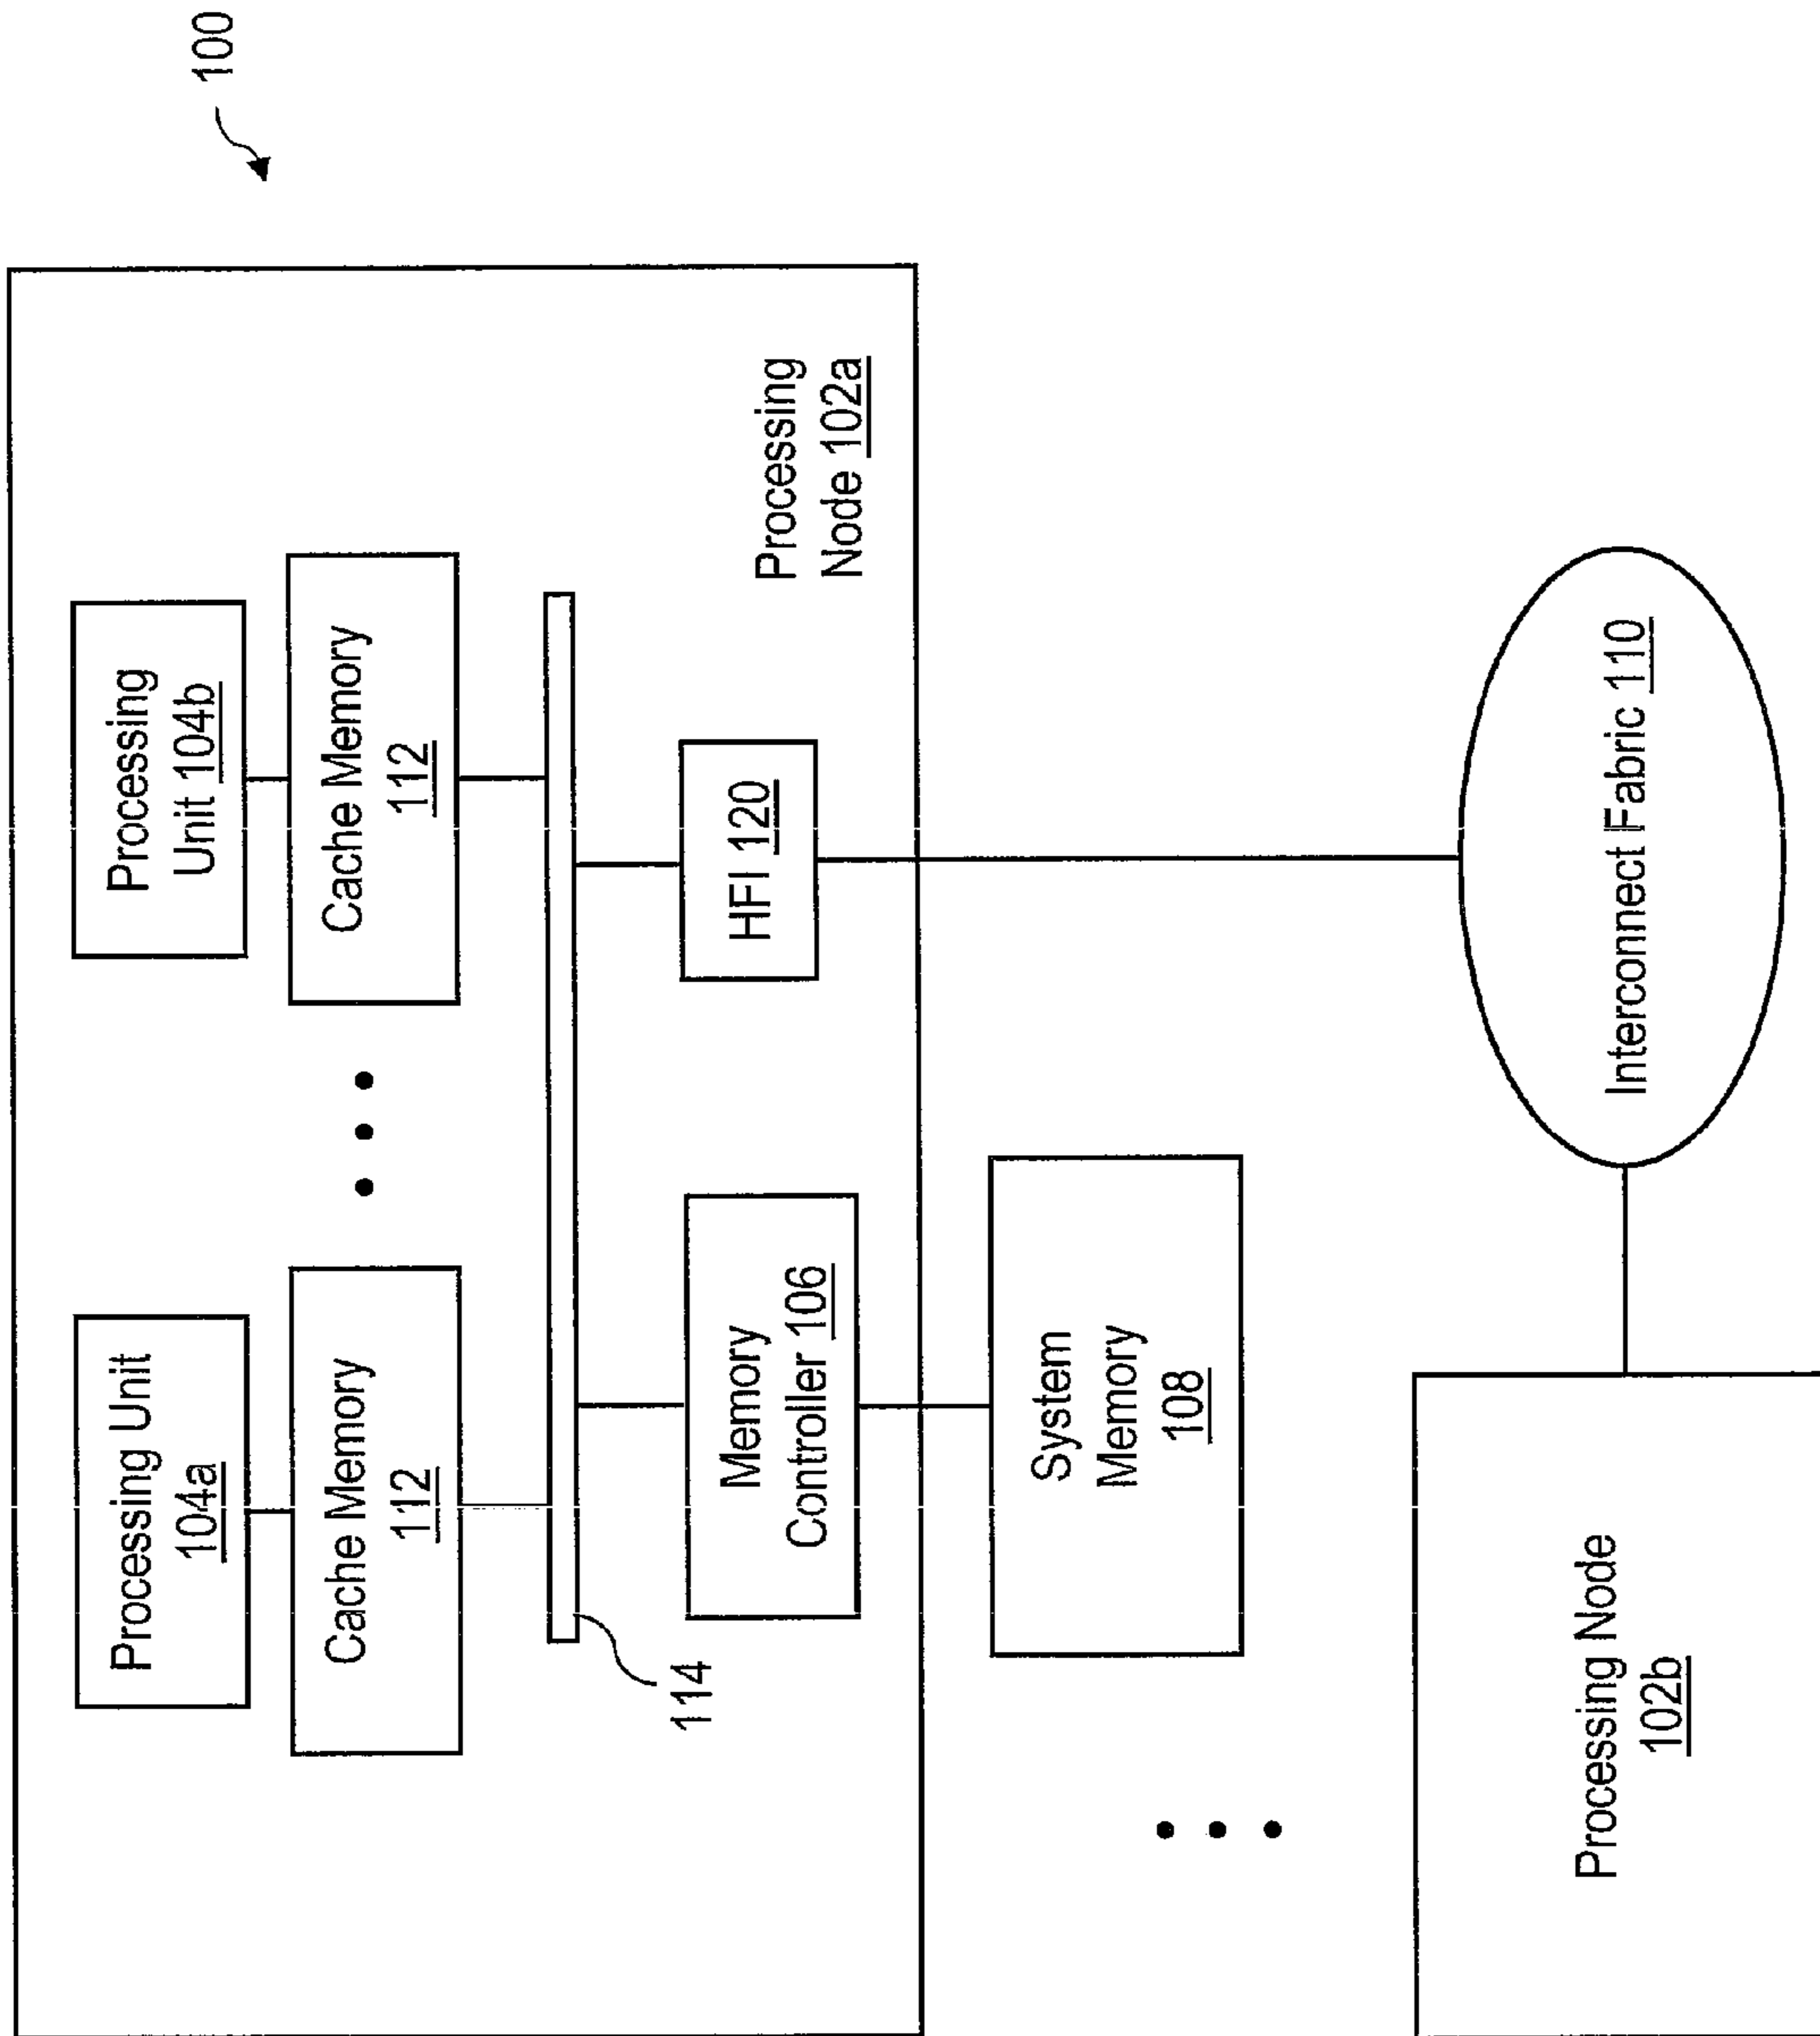 100
Processing Unit
104a
Processing
Unit 104b
Cache Memory
112
Cache Memory
112
114
Memory
Controller 106
HFI 120
Processing
Node 102a
System
Memory
108
Processing Node
102b
Interconnect Fabric 110